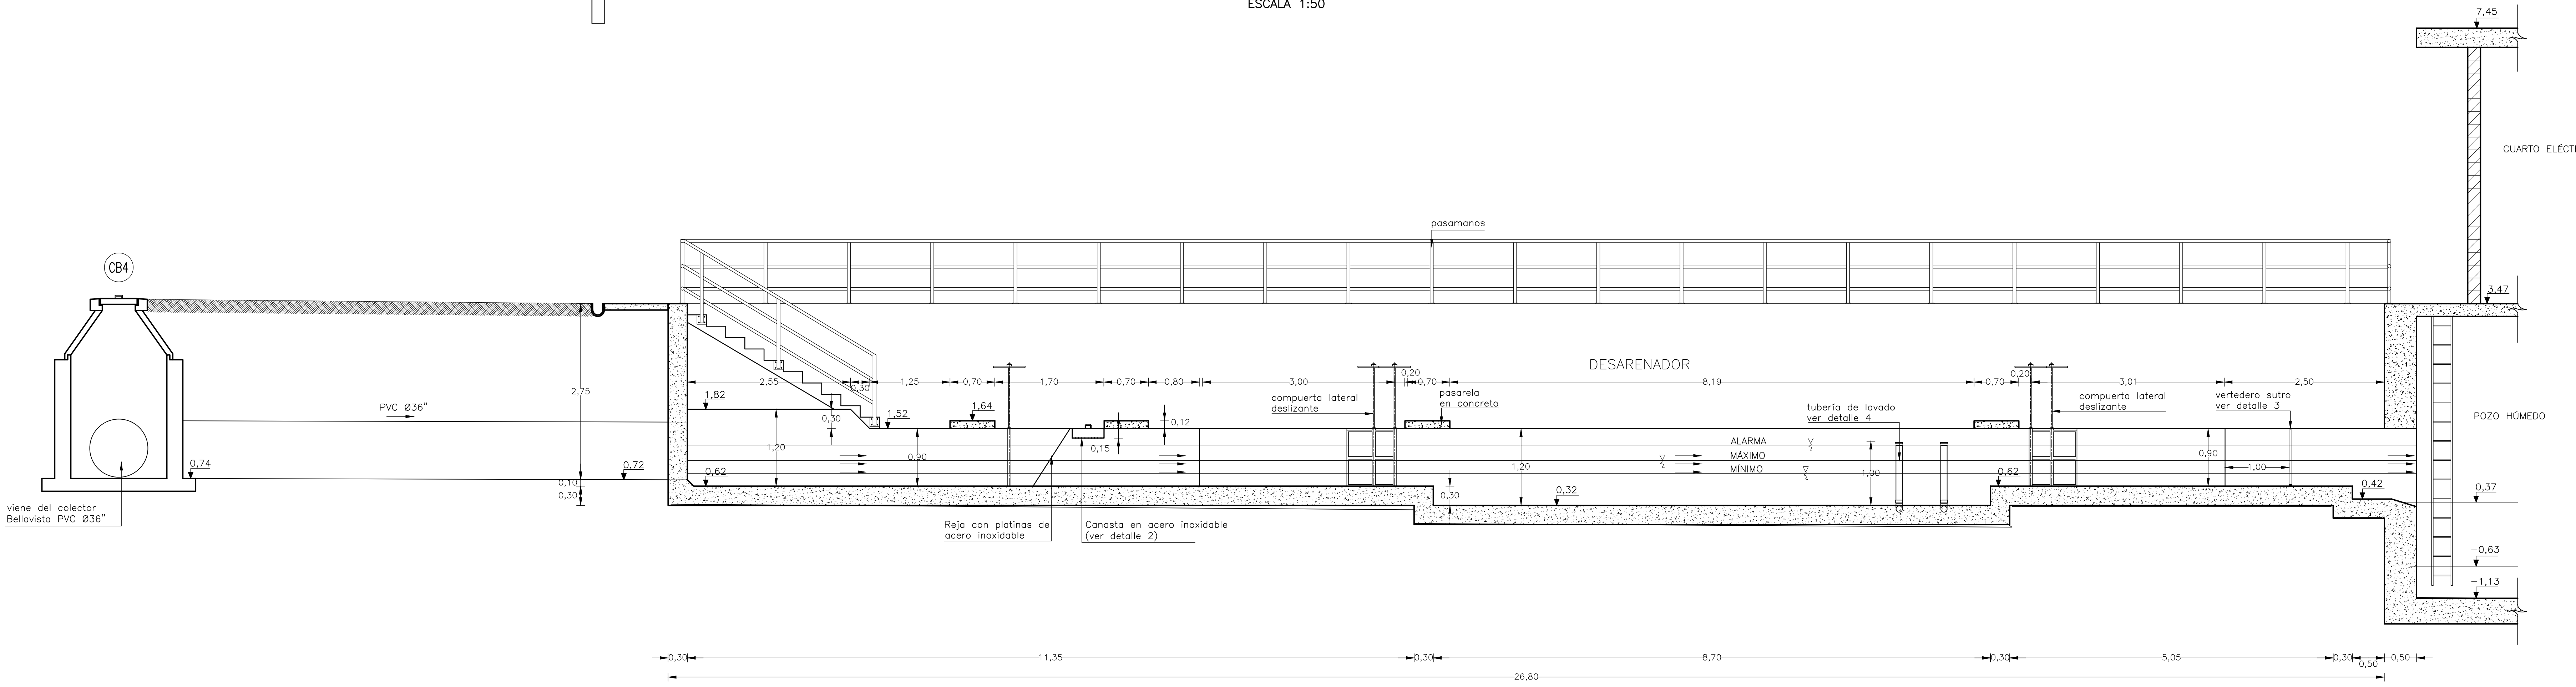 ESCALA 1:50
7,45
CUARTO ELÉCT
pasamanos
CB4
3,47
DESARENADOR
2,55
0,30
1,25
0,70
1,70
0,70
0,80
3,00
0,20
0,70
8,19
0,70
0,20
3,01
2,50
2,75
PVC Ø36"
1,82
0,30
1,52
1,64
0,12
compuerta lateral
deslizante
pasarela
en concreto
tubería de lavado
ver detalle 4
compuerta lateral
deslizante
vertedero sutro
ver detalle 3
POZO HÚMEDO
1,20
0,90
0,15
1,20
ALARMA
MÁXIMO
MÍNIMO
1,00
0,90
1,00
0,74
0,72
0,62
0,62
0,10
0,30
0,30
0,32
0,42
0,37
viene del colector
Bellavista PVC Ø36"
Reja con platinas de
acero inoxidable
Canasta en acero inoxidable
(ver detalle 2)
-0,63
-1,13
0,30
11,35
0,30
8,70
0,30
5,05
0,30
0,50
0,50
26,80